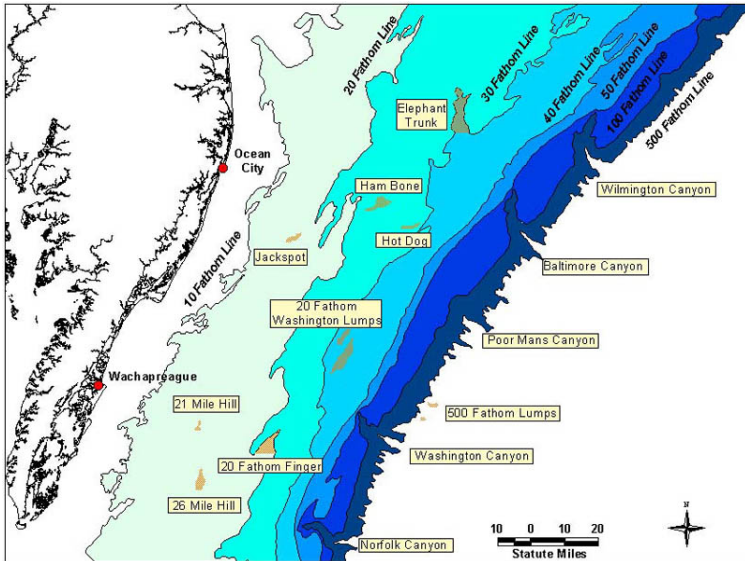 20 Fathom Line
30 Fathom Line
40 Fathom Line
50 Fathom Line
100 Fathom Line
500 Fathom Line
Elephant
Trunk
Ocean
City
Ham Bone
Wilmington Canyon
Hot Dog
Jackspot
10 Fathom Line
Baltimore Canyon
20 Fathom
Washington Lumps
Poor Mans Canyon
Wachapreague
21 Mile Hill
500 Fathom Lumps
20 Fathom Finger
Washington Canyon
26 Mile Hill
Norfolk Canyon
10 0 10 20
Statute Miles